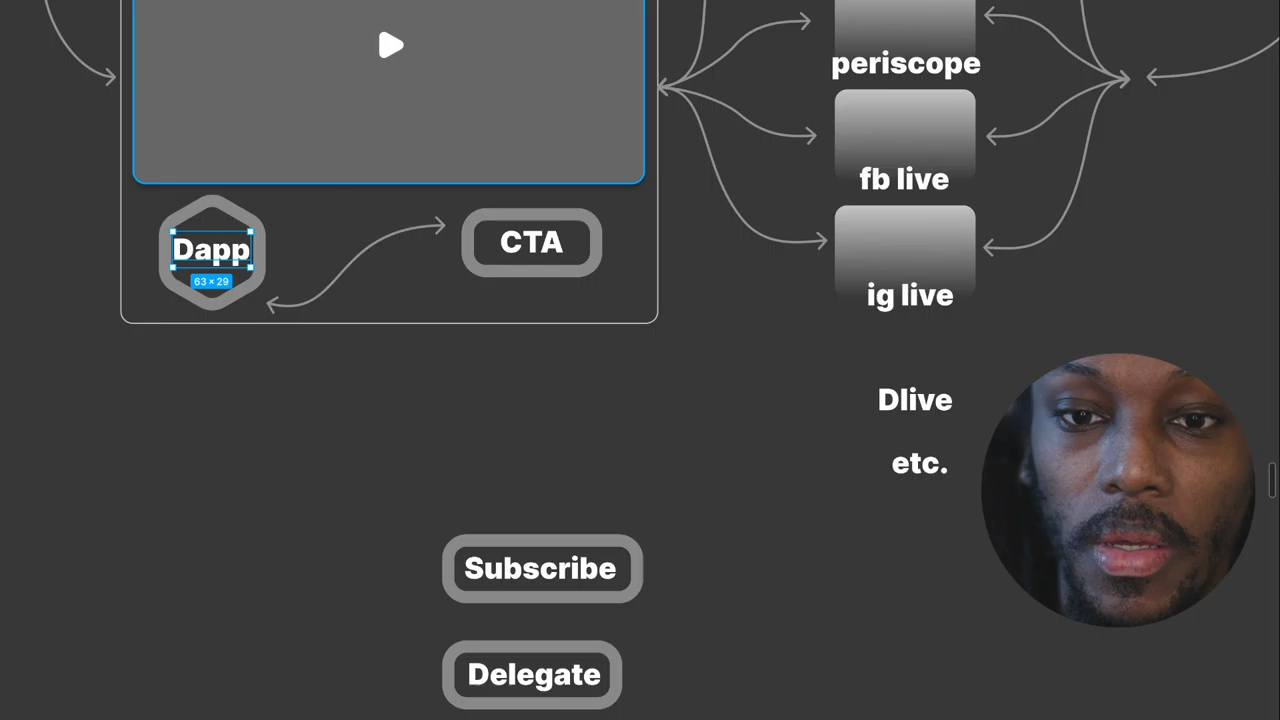 periscope
fb live
Dapp
63 × 29
CTA
ig live
Dlive
etc.
Subscribe
Delegate